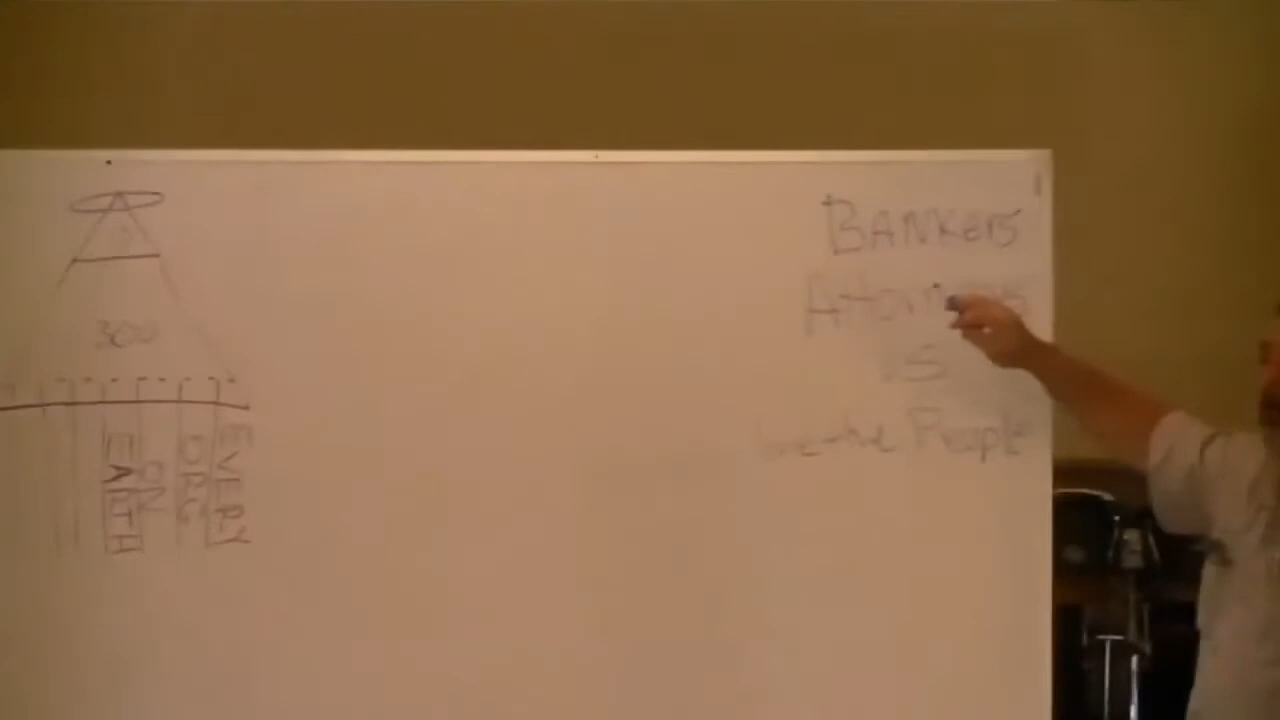 300
EVERY
ORG
ON
EARTH
BANKERS
Attorneys
VS
we the People